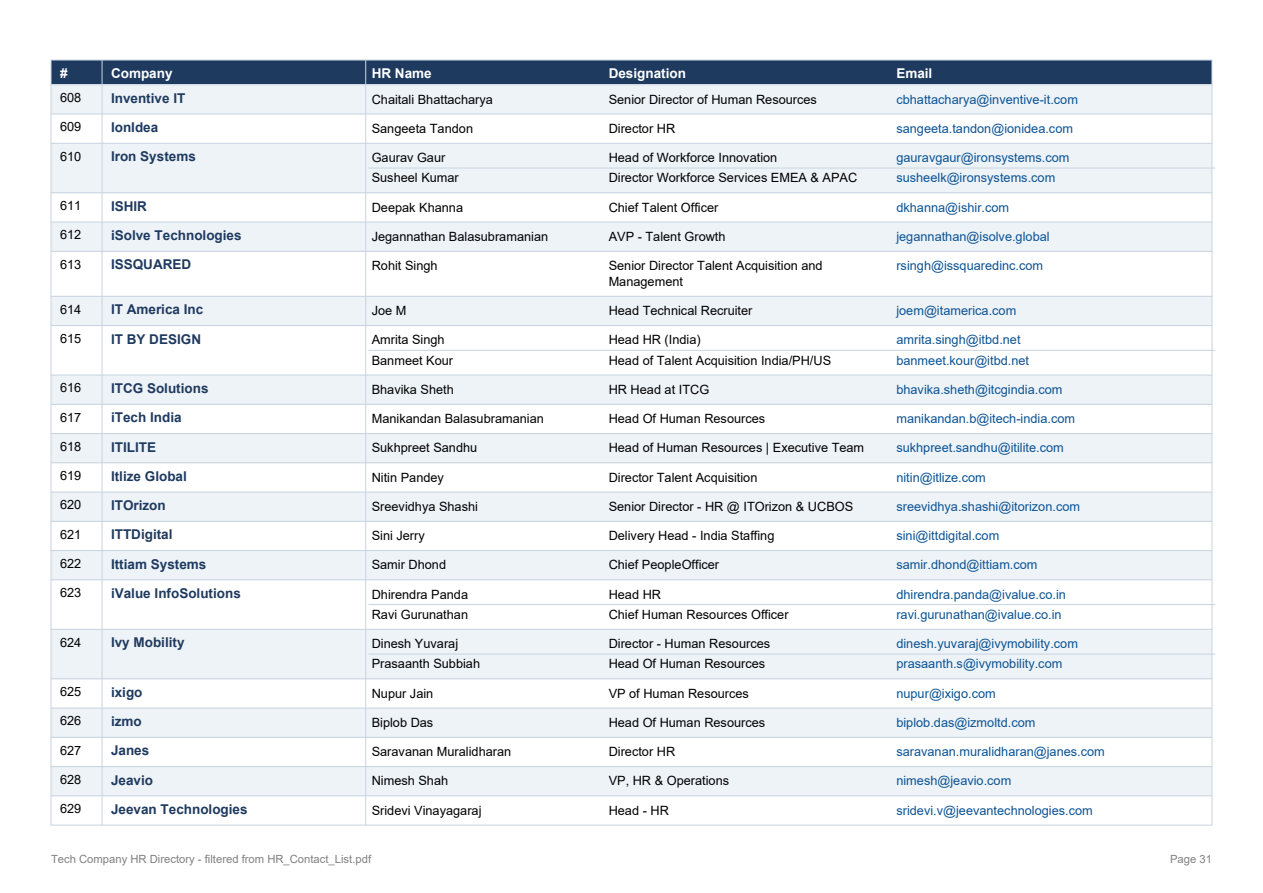 # Company HR Name Designation Email
608 Inventive IT Chaitali Bhattacharya Senior Director of Human Resources cbhattacharya@inventive-it.com
609 IonIdea Sangeeta Tandon Director HR sangeeta.tandon@ionidea.com
610 Iron Systems Gaurav Gaur Head of Workforce Innovation gauravgaur@ironsystems.com
Susheel Kumar Director Workforce Services EMEA & APAC susheelk@ironsystems.com
611 ISHIR Deepak Khanna Chief Talent Officer dkhanna@ishir.com
612 iSolve Technologies Jegannathan Balasubramanian AVP - Talent Growth jegannathan@isolve.global
613 ISSQUARED Rohit Singh Senior Director Talent Acquisition and rsingh@issquaredinc.com
Management
614 IT America Inc Joe M Head Technical Recruiter joem@itamerica.com
615 IT BY DESIGN Amrita Singh Head HR (India) amrita.singh@itbd.net
Banmeet Kour Head of Talent Acquisition India/PH/US banmeet.kour@itbd.net
616 ITCG Solutions Bhavika Sheth HR Head at ITCG bhavika.sheth@itcgindia.com
617 iTech India Manikandan Balasubramanian Head Of Human Resources manikandan.b@itech-india.com
618 ITILITE Sukhpreet Sandhu Head of Human Resources | Executive Team sukhpreet.sandhu@itilite.com
619 Itlize Global Nitin Pandey Director Talent Acquisition nitin@itlize.com
620 ITOrizon Sreevidhya Shashi Senior Director - HR @ ITOrizon & UCBOS sreevidhya.shashi@itorizon.com
621 ITTDigital Sini Jerry Delivery Head - India Staffing sini@ittdigital.com
622 Ittiam Systems Samir Dhond Chief PeopleOfficer samir.dhond@ittiam.com
623 iValue InfoSolutions Dhirendra Panda Head HR dhirendra.panda@ivalue.co.in
Ravi Gurunathan Chief Human Resources Officer ravi.gurunathan@ivalue.co.in
624 Ivy Mobility Dinesh Yuvaraj Director - Human Resources dinesh.yuvaraj@ivymobility.com
Prasaanth Subbiah Head Of Human Resources prasaanth.s@ivymobility.com
625 ixigo Nupur Jain VP of Human Resources nupur@ixigo.com
626 izmo Biplob Das Head Of Human Resources biplob.das@izmoltd.com
627 Janes Saravanan Muralidharan Director HR saravanan.muralidharan@janes.com
628 Jeavio Nimesh Shah VP, HR & Operations nimesh@jeavio.com
629 Jeevan Technologies Sridevi Vinayagaraj Head - HR sridevi.v@jeevantechnologies.com
Tech Company HR Directory - filtered from HR_Contact_List.pdf Page 31